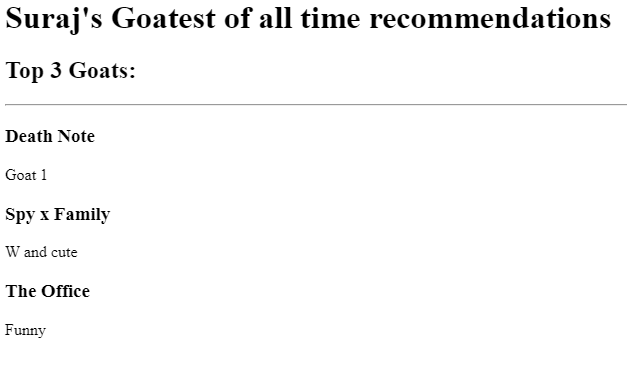 Suraj's Goatest of all time recommendations
Top 3 Goats:
Death Note
Goat 1
Spy x Family
W and cute
The Office
Funny